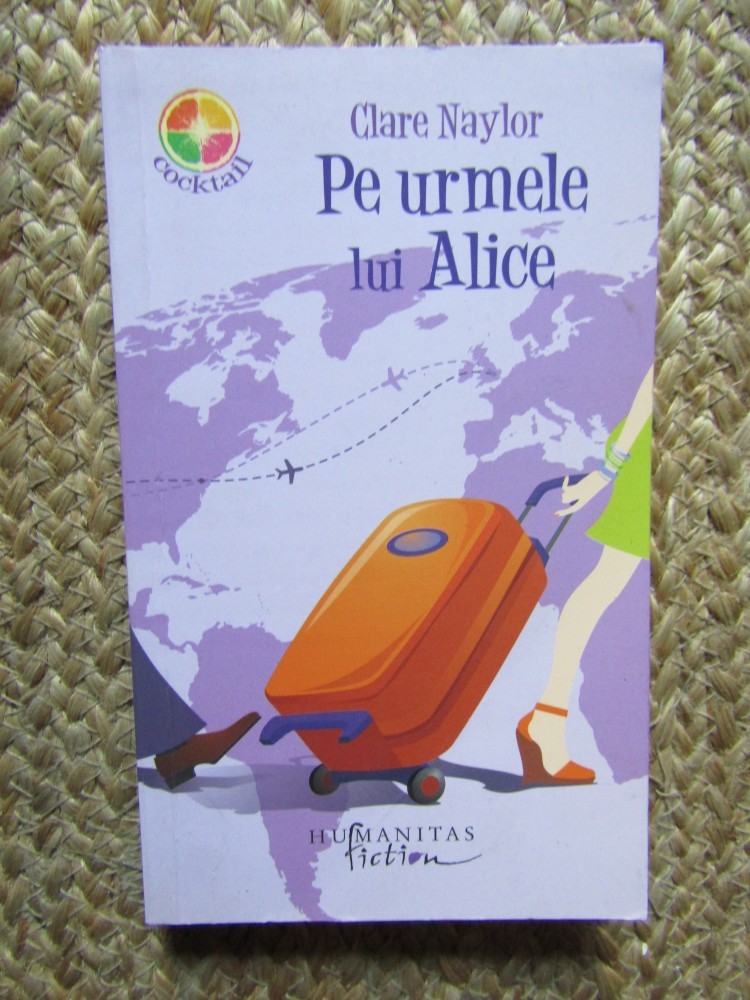 cocktail
Clare Naylor
Pe urmele
lui Alice
HUMANITAS
fiction